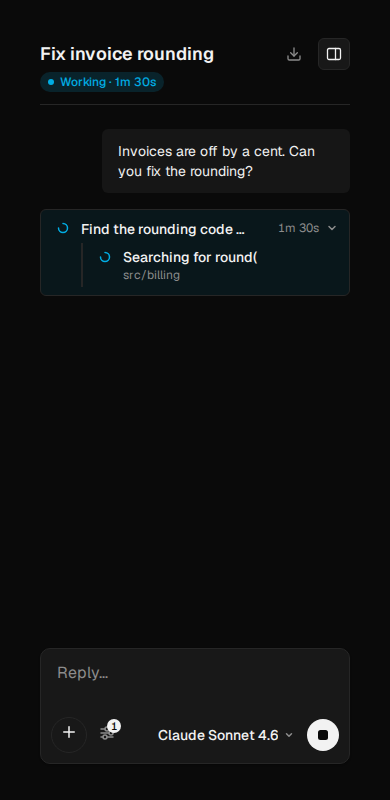 Fix invoice rounding
Working · 1m 30s
Invoices are off by a cent. Can
you fix the rounding?
Find the rounding code ...
1m 30s
Searching for round(
src/billing
Reply...
1
Claude Sonnet 4.6